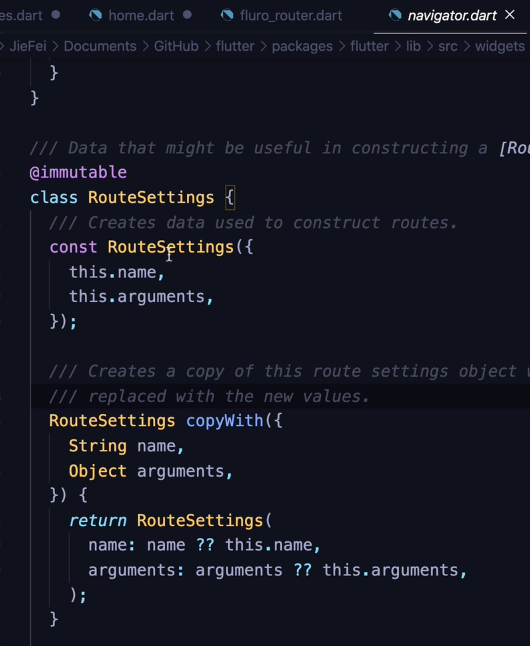 es.dart home.dart fluro_router.dart navigator.dart
JieFei > Documents > GitHub > flutter > packages > flutter > lib > src > widgets
}
}
/// Data that might be useful in constructing a [Rou
@immutable
class RouteSettings {
/// Creates data used to construct routes.
const RouteSettings({
this.name,
this.arguments,
});
/// Creates a copy of this route settings object
/// replaced with the new values.
RouteSettings copyWith({
String name,
Object arguments,
}) {
return RouteSettings(
name: name ?? this.name,
arguments: arguments ?? this.arguments,
);
}